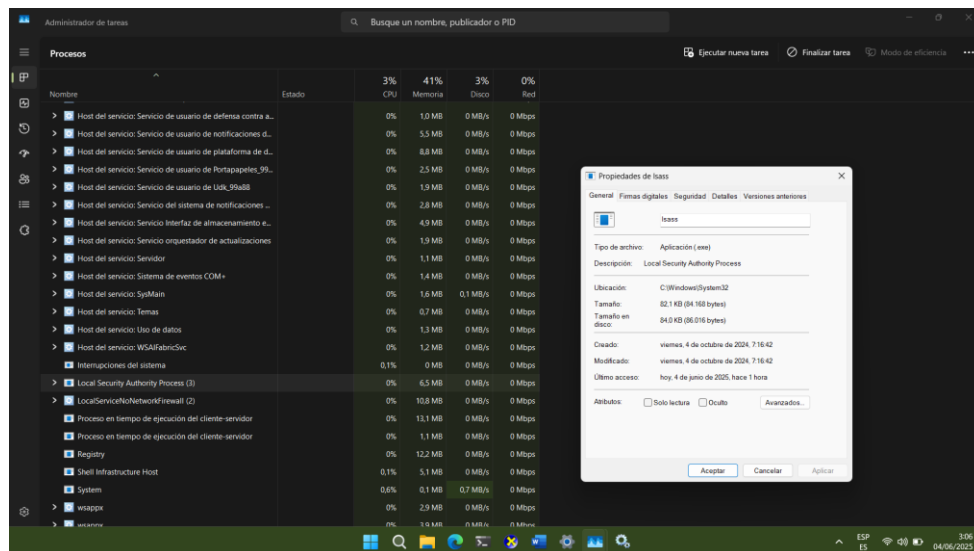 Administrador de tareas
Busque un nombre, publicador o PID
Procesos
Ejecutar nueva tarea
Finalizar tarea
Modo de eficiencia
3% 41% 3% 0%
Nombre Estado CPU Memoria Disco Red
Host del servicio: Servicio de usuario de defensa contra a... 0% 1,0 MB 0 MB/s 0 Mbps
Host del servicio: Servicio de usuario de notificaciones d... 0% 5,5 MB 0 MB/s 0 Mbps
Host del servicio: Servicio de usuario de plataforma de d... 0% 8,8 MB 0 MB/s 0 Mbps
Host del servicio: Servicio de usuario de Portapapeles_99... 0% 2,5 MB 0 MB/s 0 Mbps
Host del servicio: Servicio de usuario de Udk_99a88 0% 1,9 MB 0 MB/s 0 Mbps
Host del servicio: Servicio del sistema de notificaciones ... 0% 2,8 MB 0 MB/s 0 Mbps
Host del servicio: Servicio Interfaz de almacenamiento e... 0% 4,9 MB 0 MB/s 0 Mbps
Host del servicio: Servicio orquestador de actualizaciones 0% 1,9 MB 0 MB/s 0 Mbps
Host del servicio: Servidor 0% 1,1 MB 0 MB/s 0 Mbps
Host del servicio: Sistema de eventos COM+ 0% 1,4 MB 0 MB/s 0 Mbps
Host del servicio: SysMain 0% 1,6 MB 0,1 MB/s 0 Mbps
Host del servicio: Temas 0% 0,7 MB 0 MB/s 0 Mbps
Host del servicio: Uso de datos 0% 1,3 MB 0 MB/s 0 Mbps
Host del servicio: WSAIFabricSvc 0% 1,2 MB 0 MB/s 0 Mbps
Interrupciones del sistema 0,1% 0 MB 0 MB/s 0 Mbps
Local Security Authority Process (3) 0% 6,5 MB 0 MB/s 0 Mbps
LocalServiceNoNetworkFirewall (2) 0% 10,8 MB 0 MB/s 0 Mbps
Proceso en tiempo de ejecución del cliente-servidor 0% 13,1 MB 0 MB/s 0 Mbps
Proceso en tiempo de ejecución del cliente-servidor 0% 1,1 MB 0 MB/s 0 Mbps
Registry 0% 12,2 MB 0 MB/s 0 Mbps
Shell Infrastructure Host 0,1% 5,1 MB 0 MB/s 0 Mbps
System 0,6% 0,1 MB 0,7 MB/s 0 Mbps
wsappx 0% 2,9 MB 0 MB/s 0 Mbps
wsappx 0% 3,9 MB 0 MB/s 0 Mbps
Propiedades de lsass
General Firmas digitales Seguridad Detalles Versiones anteriores
lsass
Tipo de archivo: Aplicación (.exe)
Descripción: Local Security Authority Process
Ubicación: C:\Windows\System32
Tamaño: 82,1 KB (84.168 bytes)
Tamaño en
disco: 84,0 KB (86.016 bytes)
Creado: viernes, 4 de octubre de 2024, 7:16:42
Modificado: viernes, 4 de octubre de 2024, 7:16:42
Último acceso: hoy, 4 de junio de 2025, hace 1 hora
Atributos: Solo lectura Oculto Avanzados...
Aceptar Cancelar Aplicar
ESP
ES
3:06
04/06/2025